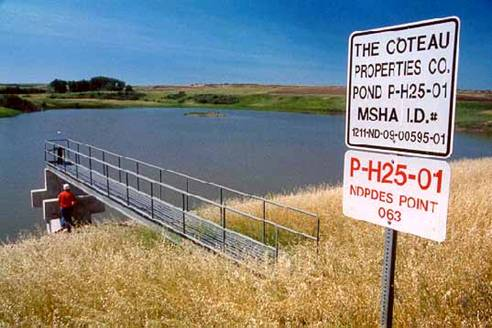 THE COTEAU
PROPERTIES CO.
POND P-H25-01
MSHA I.D.#
1211-ND-09-00595-01
P-H25-01
NDPDES POINT
063